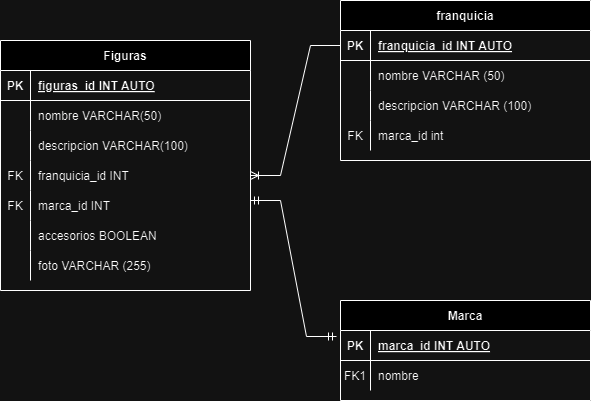 Figuras
PK figuras_id INT AUTO
nombre VARCHAR(50)
descripcion VARCHAR(100)
FK franquicia_id INT
FK marca_id INT
accesorios BOOLEAN
foto VARCHAR (255)
franquicia
PK franquicia_id INT AUTO
nombre VARCHAR (50)
descripcion VARCHAR (100)
FK marca_id int
Marca
PK marca_id INT AUTO
FK1 nombre